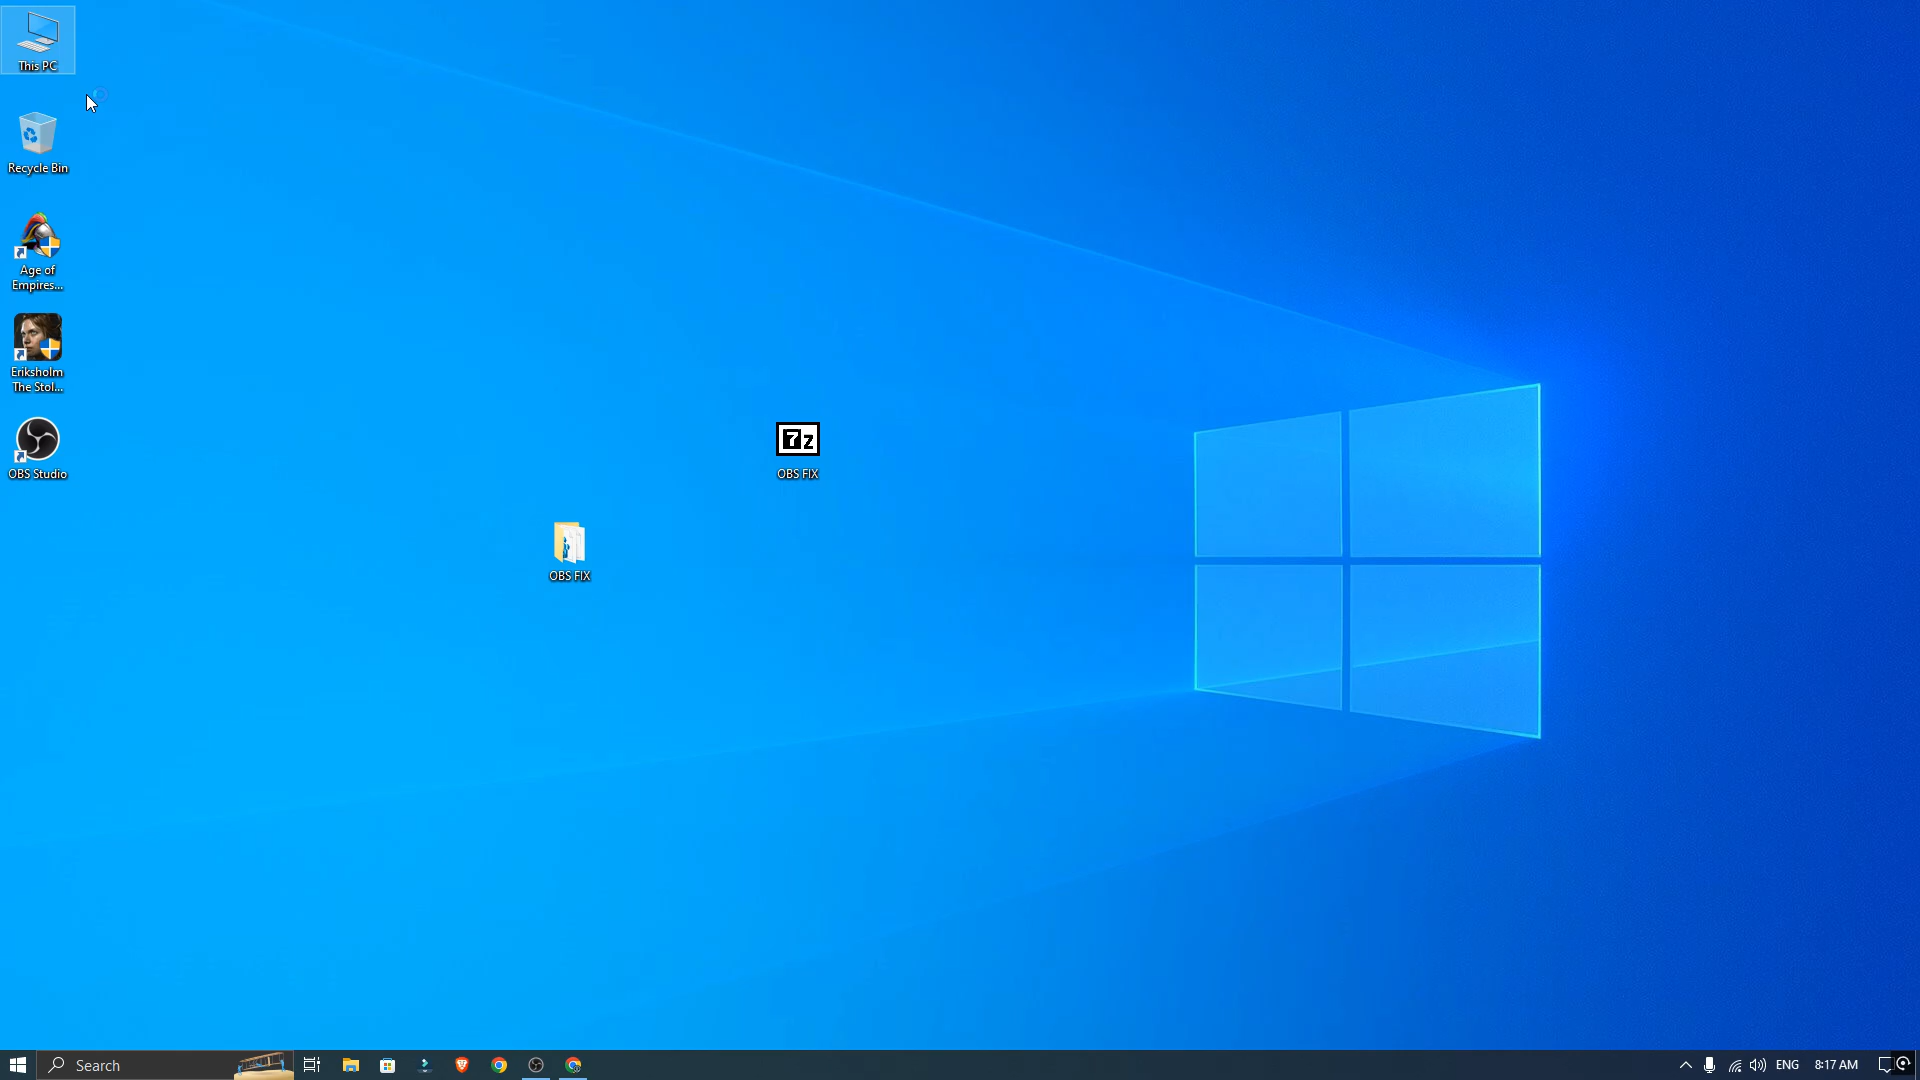 This PC
Recycle Bin
Age of
Empires...
Eriksholm
The Stol...
OBS Studio
7z
OBS FIX
OBS FIX
Search
ENG
8:17 AM